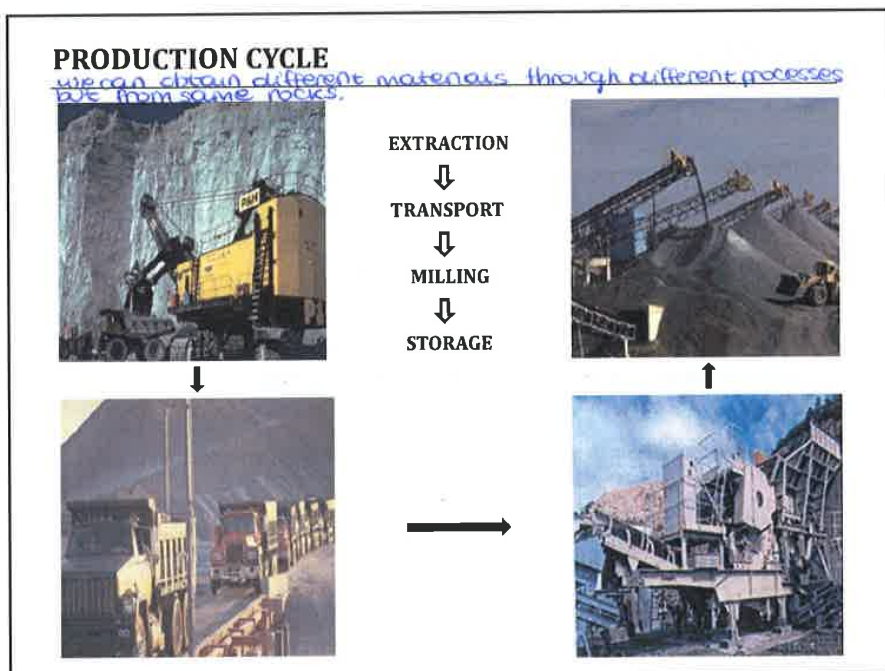 PRODUCTION CYCLE
we can obtain different materials through different processes
but from same rocks.
EXTRACTION
TRANSPORT
MILLING
STORAGE
P&H